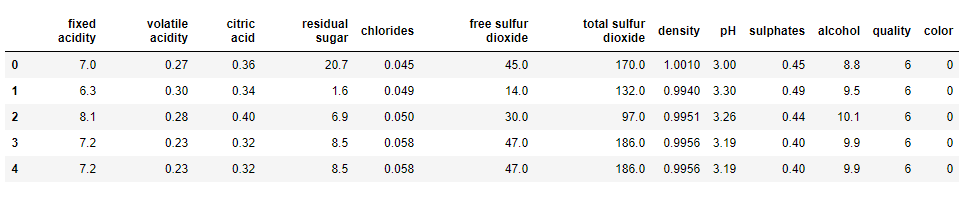 fixed acidity volatile acidity citric acid residual sugar chlorides free sulfur dioxide total sulfur dioxide density pH sulphates alcohol quality color
0 7.0 0.27 0.36 20.7 0.045 45.0 170.0 1.0010 3.00 0.45 8.8 6 0
1 6.3 0.30 0.34 1.6 0.049 14.0 132.0 0.9940 3.30 0.49 9.5 6 0
2 8.1 0.28 0.40 6.9 0.050 30.0 97.0 0.9951 3.26 0.44 10.1 6 0
3 7.2 0.23 0.32 8.5 0.058 47.0 186.0 0.9956 3.19 0.40 9.9 6 0
4 7.2 0.23 0.32 8.5 0.058 47.0 186.0 0.9956 3.19 0.40 9.9 6 0